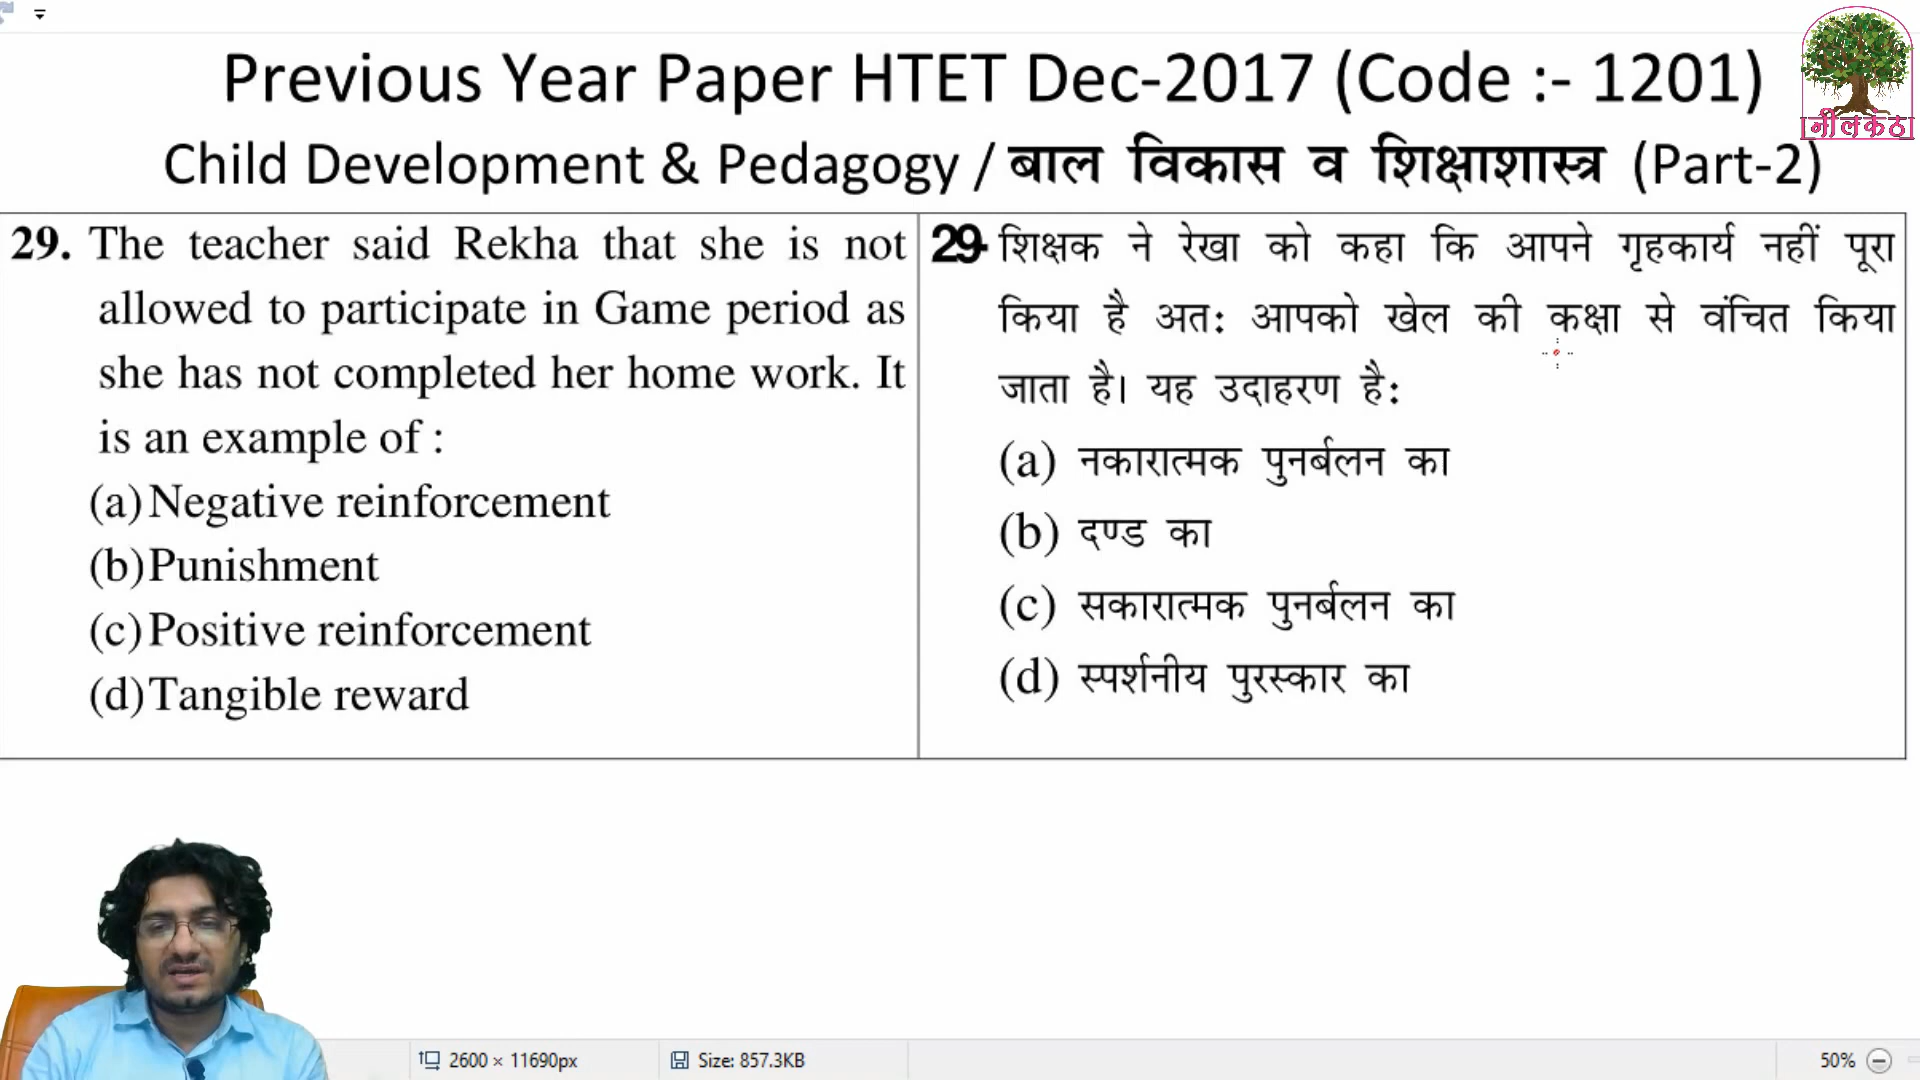 Previous Year Paper HTET Dec-2017 (Code :- 1201)
नीलकंठ
Child Development & Pedagogy / बाल विकास व शिक्षाशास्त्र (Part-2)
29. The teacher said Rekha that she is not
allowed to participate in Game period as
she has not completed her home work. It
is an example of :
(a) Negative reinforcement
(b) Punishment
(c) Positive reinforcement
(d) Tangible reward
29 शिक्षक ने रेखा को कहा कि आपने गृहकार्य नहीं पूरा
किया है अतः आपको खेल की कक्षा से वंचित किया
जाता है। यह उदाहरण है:
(a) नकारात्मक पुनर्बलन का
(b) दण्ड का
(c) सकारात्मक पुनर्बलन का
(d) स्पर्शनीय पुरस्कार का
2600 × 11690px
Size: 857.3KB
50%